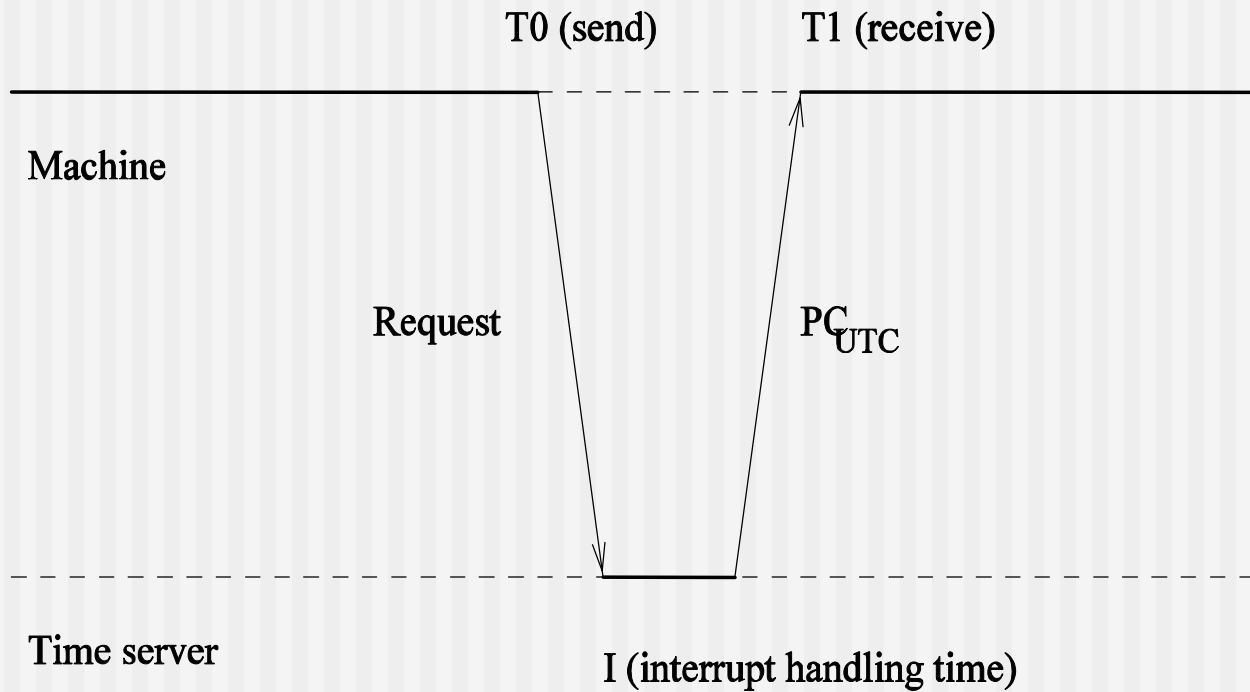 T0 (send)
T1 (receive)
Machine
Request
PC UTC
Time server
I (interrupt handling time)